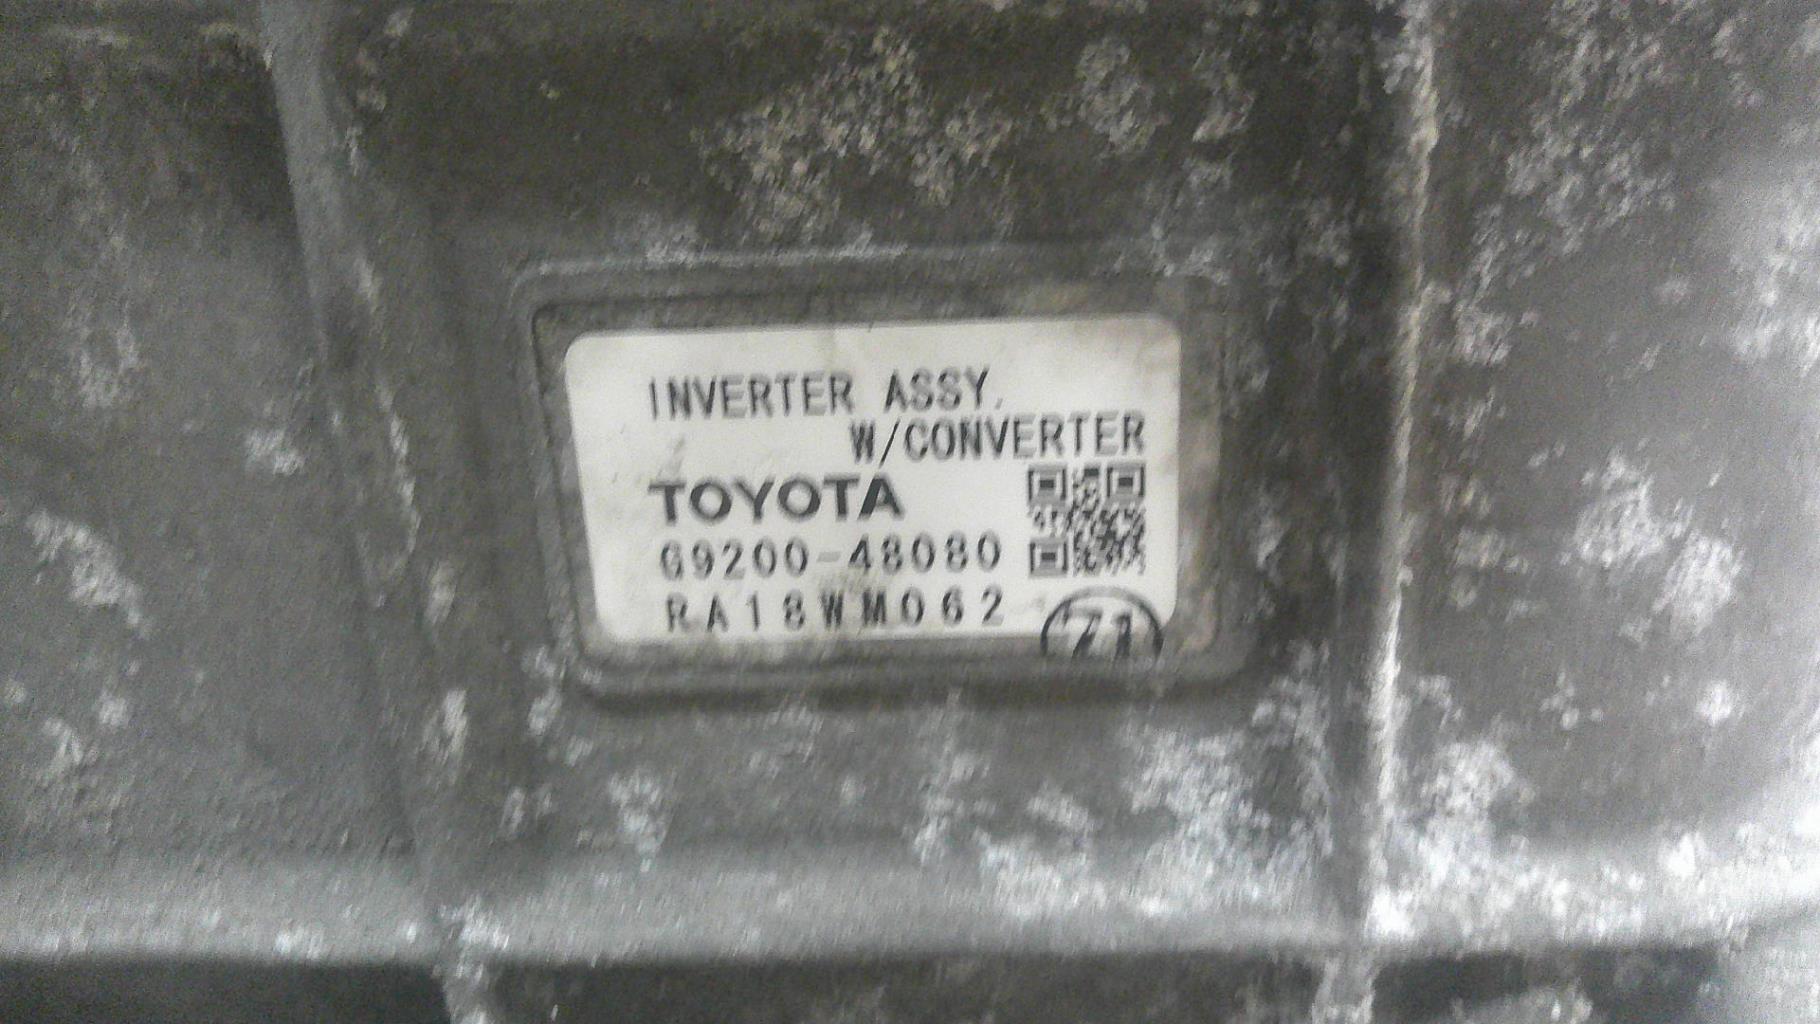 INVERTER ASSY.
W/CONVERTER
TOYOTA
G9200-48080
RA18WM062